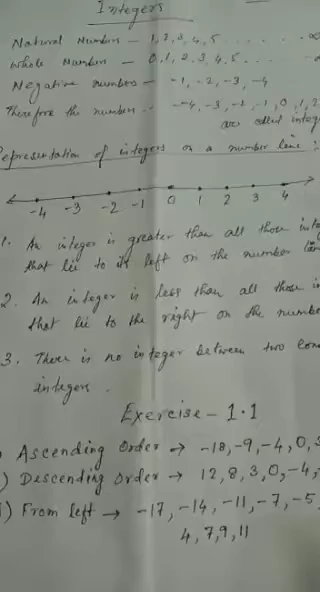 Integers
Natural Numbers - 1, 2, 3, 4, 5 . . . . . . ∞
Whole Numbers - 0, 1, 2, 3, 4, 5 . . . .
Negative numbers - -1, -2, -3, -4
Therefore the numbers - -4, -3, -2, -1, 0, 1, 2
are called
Representation of integers on a number line :
-4 -3 -2 -1 0 1 2 3 4
1. An integer is greater than all those
that lie to its left on the number line
2. An integer is less than all those
that lie to the right on the
3. There is no integer between two
integers.
Exercise - 1.1
Ascending Order → -18, -9, -4, 0, 3
) Descending Order → 12, 8, 3, 0, -4,
) From left → -17, -14, -11, -7, -5,
4, 7, 9, 11